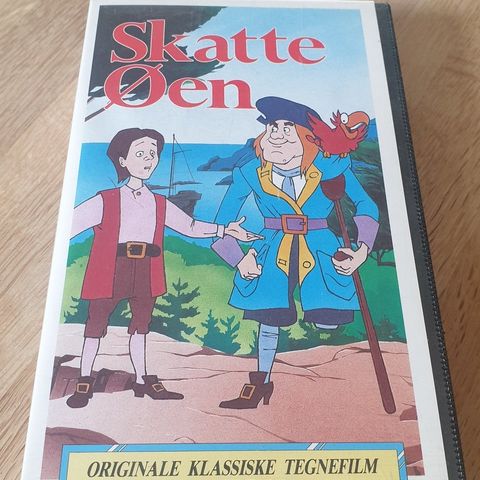 Skatte
Øen
ORIGINALE KLASSISKE TEGNEFILM